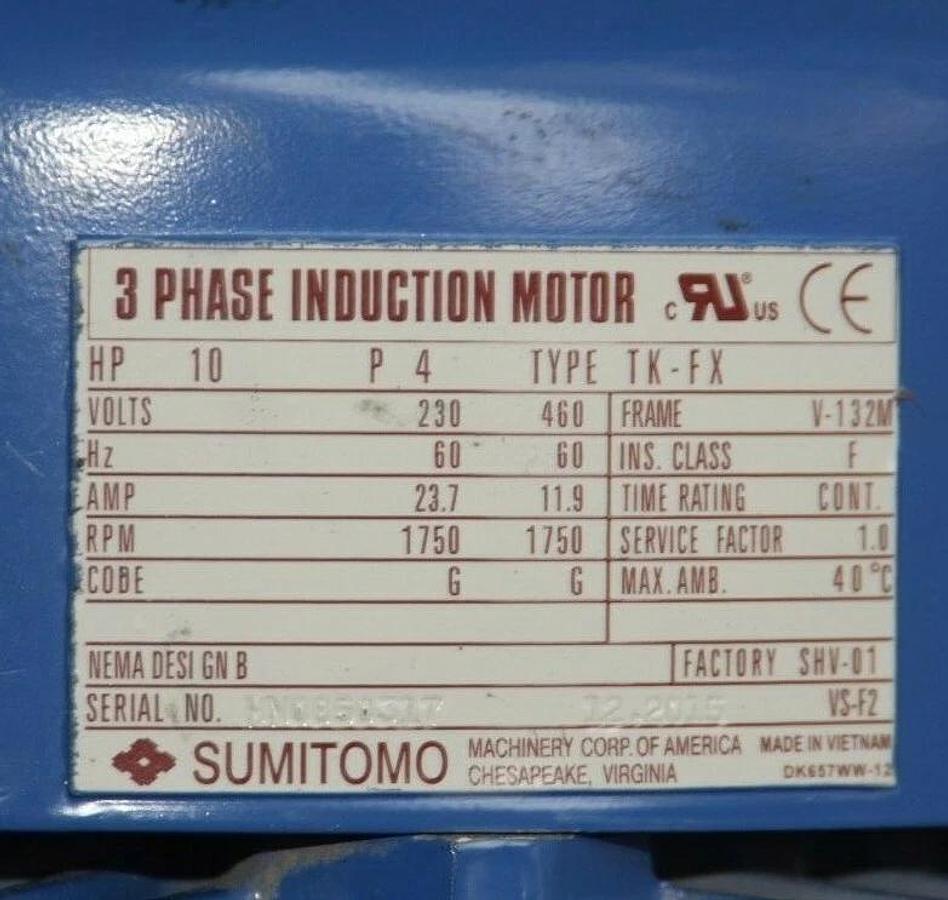 3 PHASE INDUCTION MOTOR c RU® US CE
HP 10 P 4 TYPE TK-FX
VOLTS 230 460 FRAME V-132M
Hz 60 60 INS. CLASS F
AMP 23.7 11.9 TIME RATING CONT.
RPM 1750 1750 SERVICE FACTOR 1.0
CODE G G MAX. AMB. 40°C
NEMA DESIGN B FACTORY SHV-01
SERIAL NO. VS-F2
SUMITOMO MACHINERY CORP. OF AMERICA MADE IN VIETNAM
CHESAPEAKE, VIRGINIA DK657WW-12